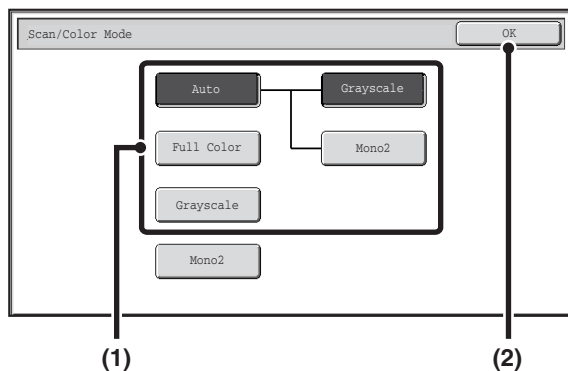 Scan/Color Mode OK
Auto Grayscale
Full Color Mono2
Grayscale
Mono2
(1) (2)